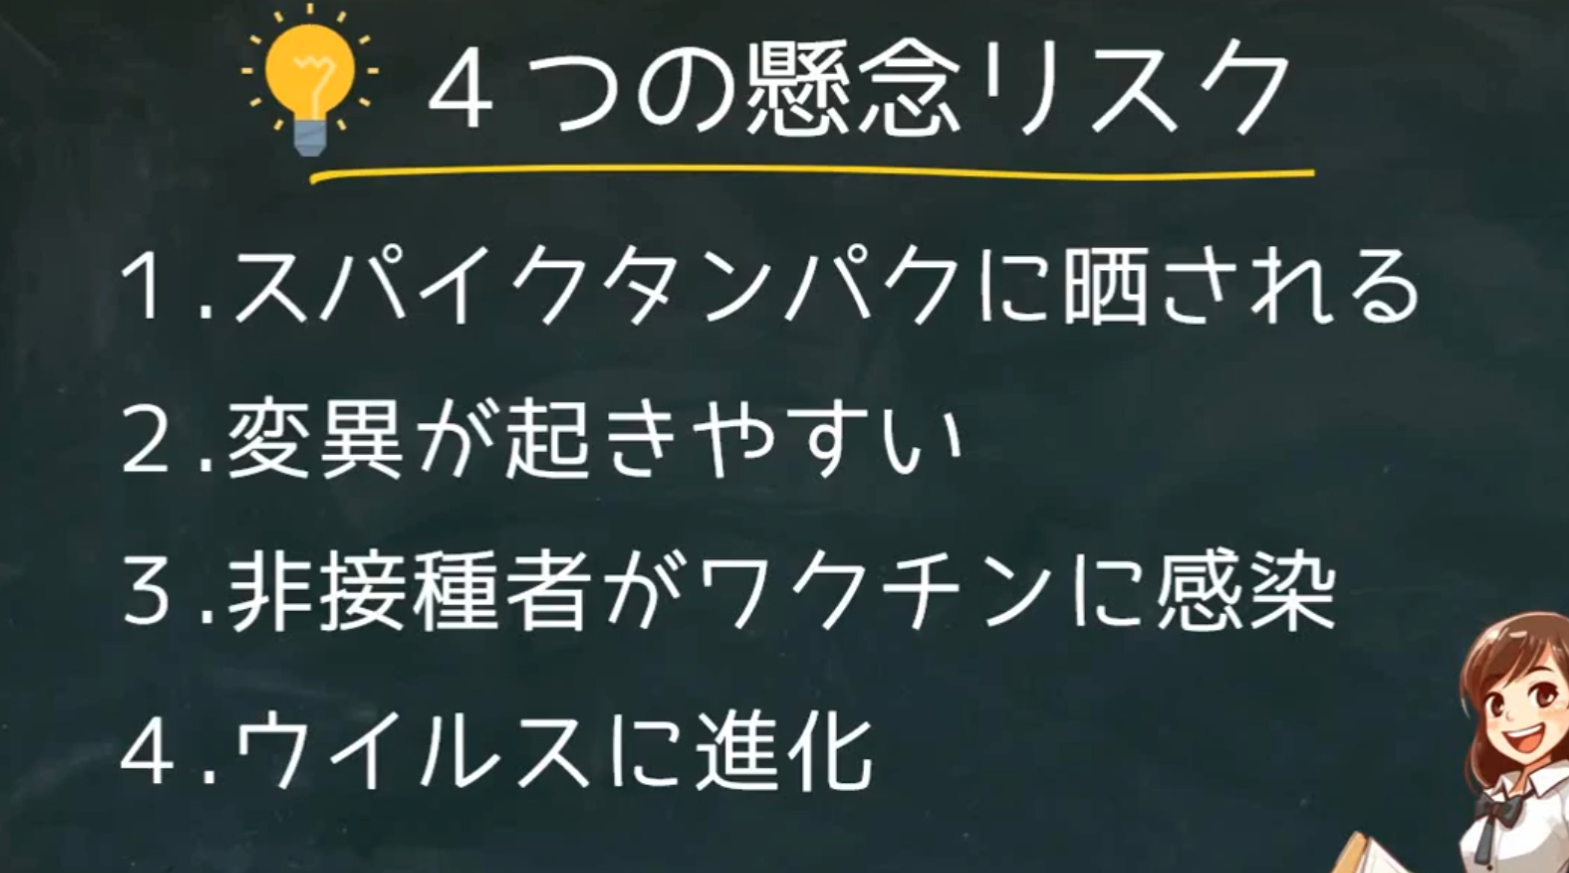 ４つの懸念リスク
１.スパイクタンパクに晒される
２.変異が起きやすい
３.非接種者がワクチンに感染
４.ウイルスに進化